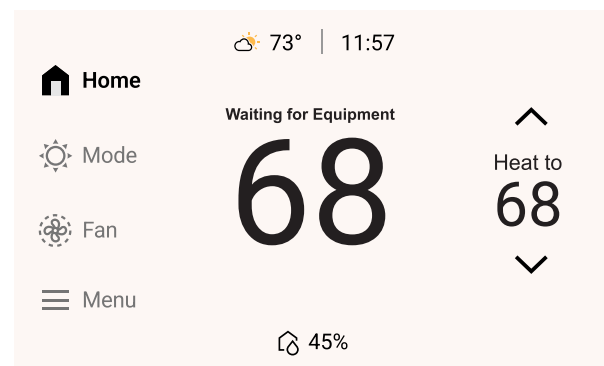 73° | 11:57
Home
Mode
Fan
Menu
Waiting for Equipment
68
Heat to
68
45%